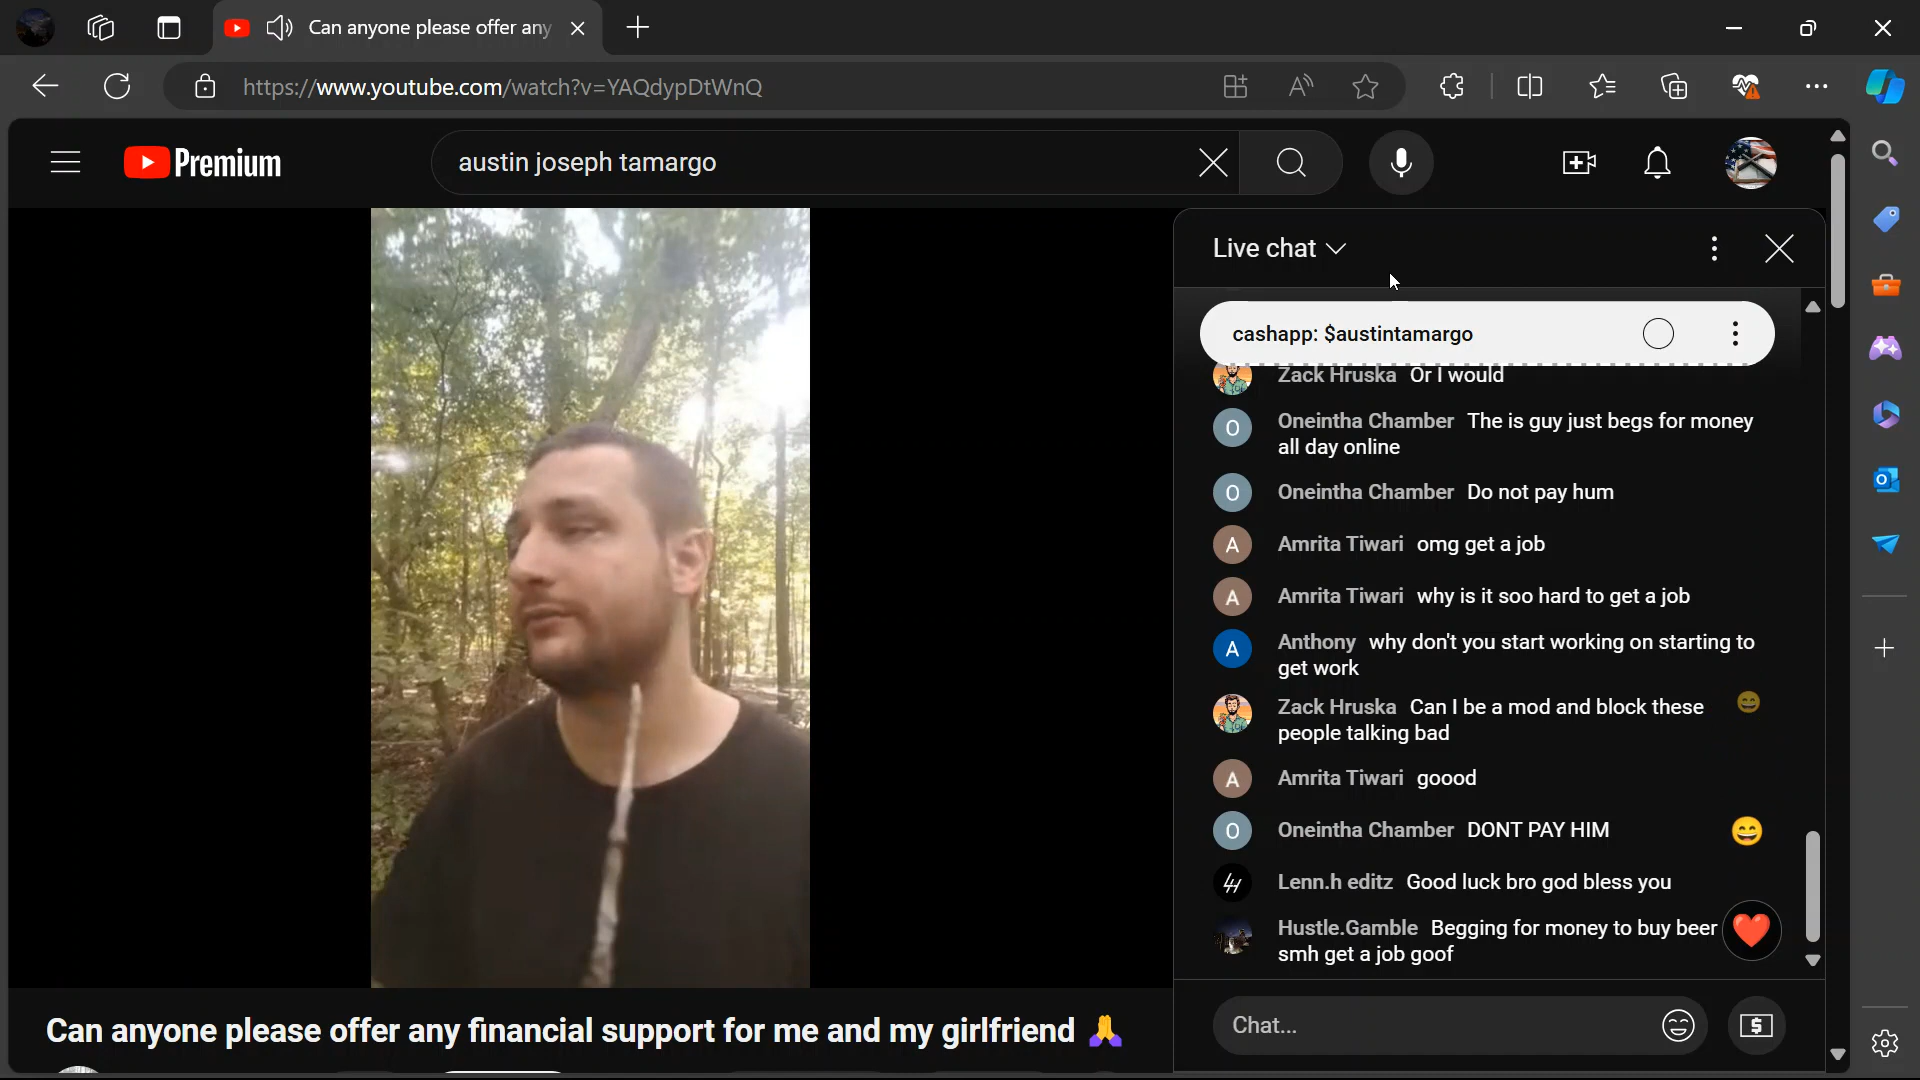 Can anyone please offer any
https://www.youtube.com/watch?v=YAQdypDtWnQ
Premium
austin joseph tamargo
Live chat
cashapp: $austintamargo
Zack Hruska Or I would
O Oneintha Chamber The is guy just begs for money
all day online
O Oneintha Chamber Do not pay hum
A Amrita Tiwari omg get a job
A Amrita Tiwari why is it soo hard to get a job
A Anthony why don't you start working on starting to
get work
Zack Hruska Can I be a mod and block these 😄
people talking bad
A Amrita Tiwari goood
O Oneintha Chamber DONT PAY HIM 😄
LH Lenn.h editz Good luck bro god bless you
Hustle.Gamble Begging for money to buy beer ❤️
smh get a job goof
Chat...
Can anyone please offer any financial support for me and my girlfriend 🙏